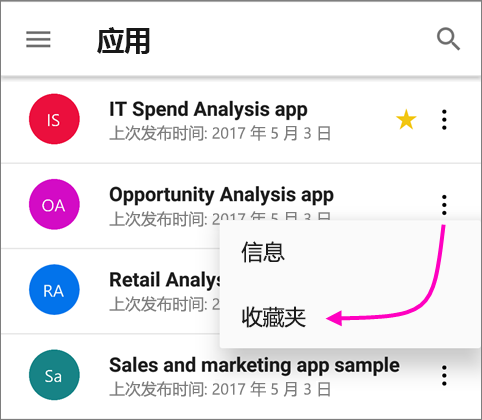 应用
IS
IT Spend Analysis app
上次发布时间: 2017 年 5 月 3 日
OA
Opportunity Analysis app
上次发布时间: 2017 年 5 月 3 日
信息
RA
Retail Analys
上次发布时间: 2
收藏夹
Sa
Sales and marketing app sample
上次发布时间: 2017 年 5 月 3 日